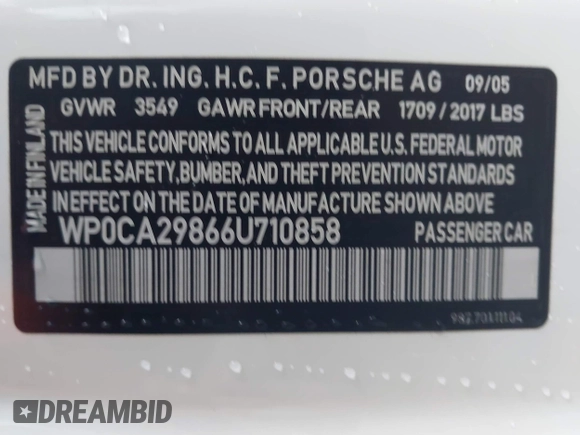 MFD BY DR. ING. H.C. F. PORSCHE AG 09/05
GVWR 3549 GAWR FRONT/REAR 1709 / 2017 LBS
THIS VEHICLE CONFORMS TO ALL APPLICABLE U.S. FEDERAL MOTOR
VEHICLE SAFETY, BUMPER, AND THEFT PREVENTION STANDARDS
IN EFFECT ON THE DATE OF MANUFACTURE SHOWN ABOVE
WP0CA29866U710858 PASSENGER CAR
MADE IN FINLAND
DREAMBID